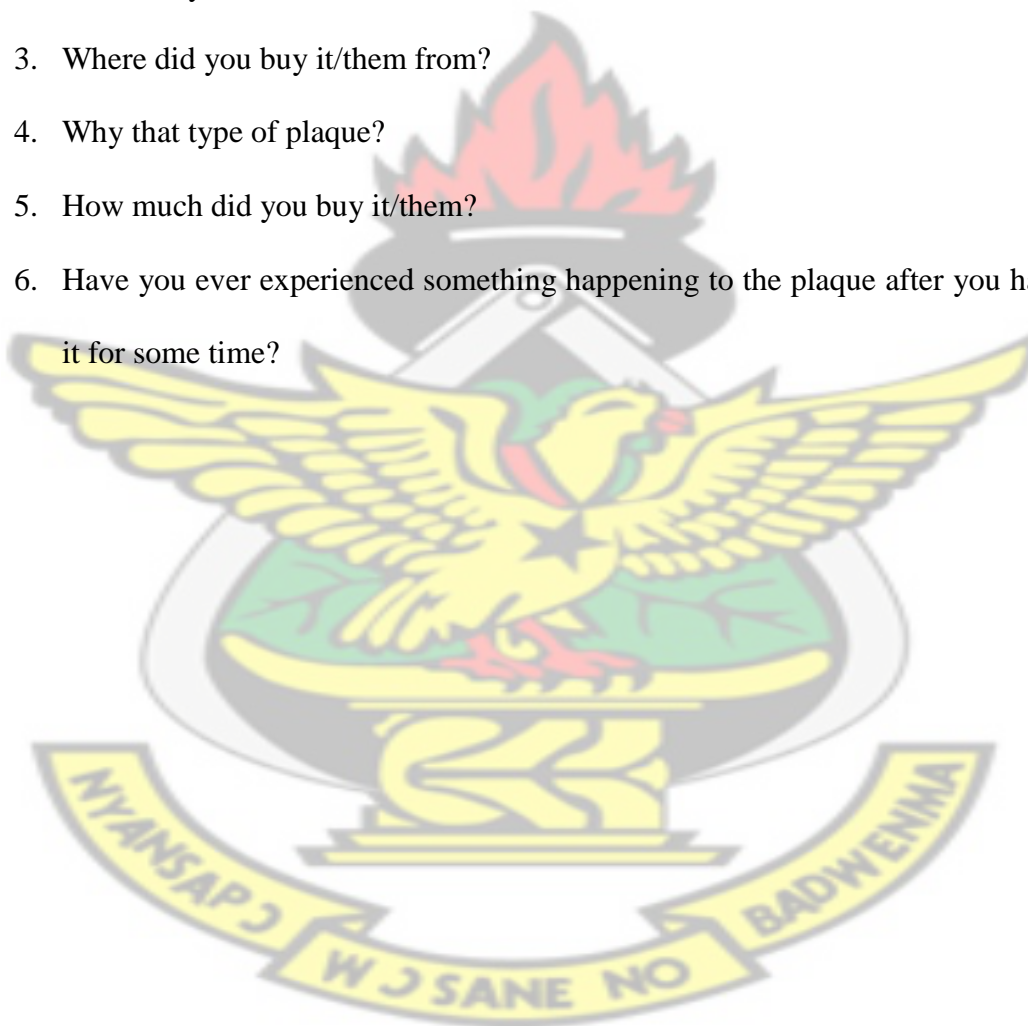 3. Where did you buy it/them from?
4. Why that type of plaque?
5. How much did you buy it/them?
6. Have you ever experienced something happening to the plaque after you
it for some time?
NYANSAPƆ
WƆSANE NO
BADWENMA